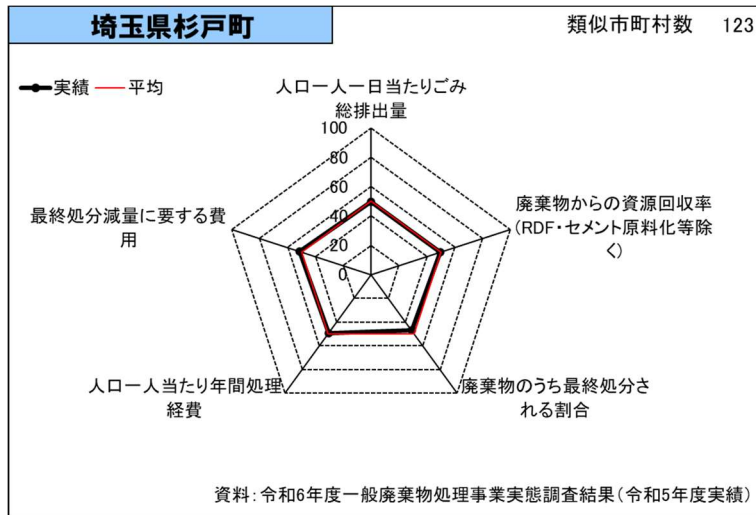 埼玉県杉戸町
類似市町村数 123
実績 平均
人口一人一日当たりごみ
総排出量
100
80
60
40
20
0
廃棄物からの資源回収率
(RDF・セメント原料化等除
く)
最終処分減量に要する費
用
人口一人当たり年間処理
経費
廃棄物のうち最終処分さ
れる割合
資料：令和6年度一般廃棄物処理事業実態調査結果（令和5年度実績）